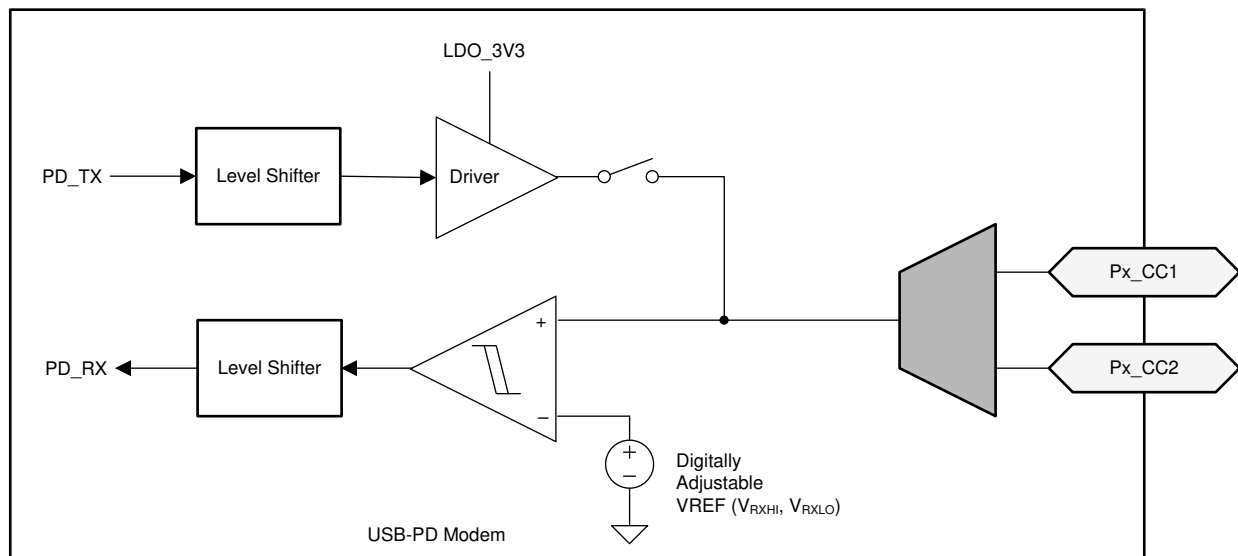 LDO_3V3
PD_TX
Level Shifter
Driver
Px_CC1
+
PD_RX
Level Shifter
Px_CC2
−
+
−
Digitally
Adjustable
VREF (VRXHI, VRXLO)
USB-PD Modem